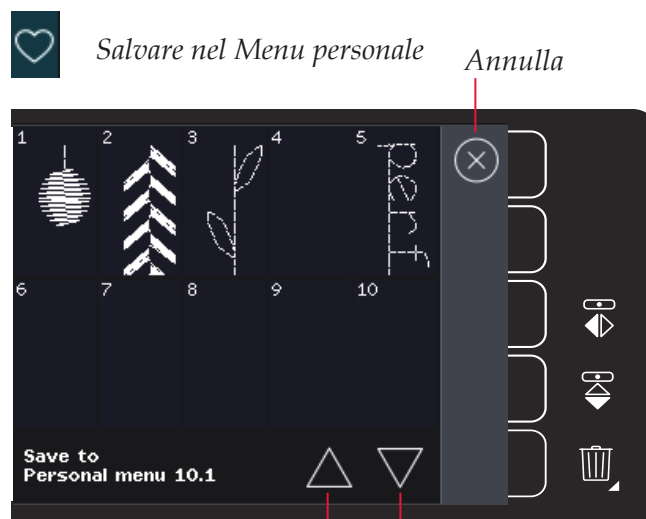 Salvare nel Menu personale
Annulla
1 2 3 4 5
perf
6 7 8 9 10
Save to
Personal menu 10.1